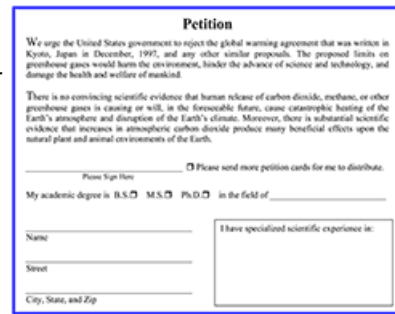 Petition
We urge the United States government to reject the global warming agreement that was written in
Kyoto, Japan in December, 1997, and any other similar proposals. The proposed limits on
greenhouse gases would harm the environment, hinder the advance of science and technology, and
damage the health and welfare of mankind.
There is no convincing scientific evidence that human release of carbon dioxide, methane, or other
greenhouse gases is causing or will, in the foreseeable future, cause catastrophic heating of the
Earth's atmosphere and disruption of the Earth's climate. Moreover, there is substantial scientific
evidence that increases in atmospheric carbon dioxide produce many beneficial effects upon the
natural plant and animal environments of the Earth.
Please send more petition cards for me to distribute.
Please Sign Here
My academic degree is B.S. M.S. Ph.D. in the field of
I have specialized scientific experience in:
Name
Street
City, State, and Zip